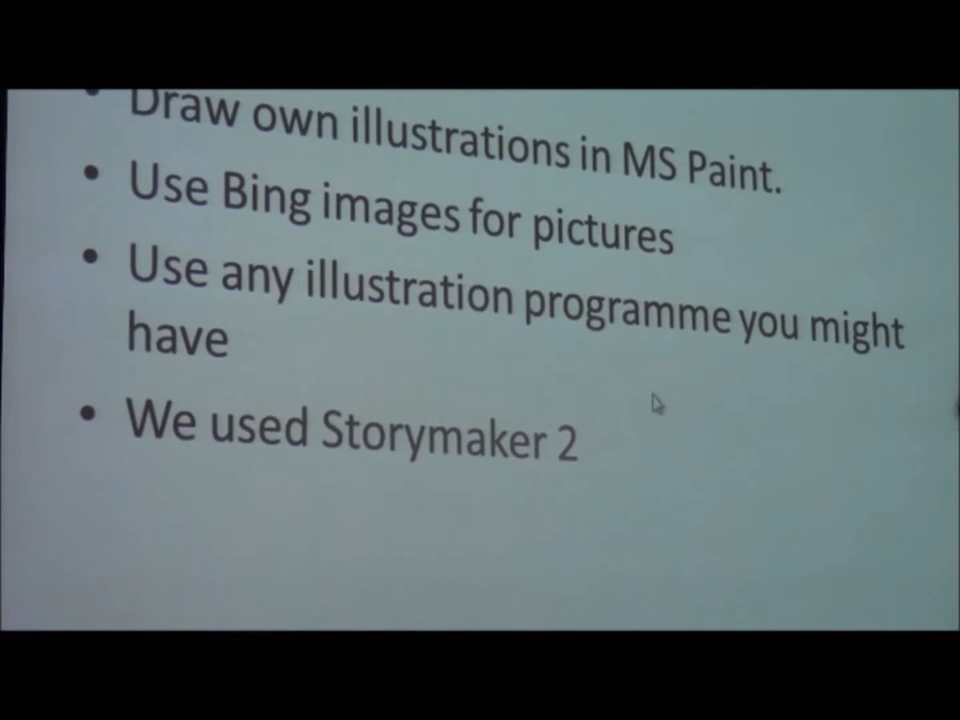 • Draw own illustrations in MS Paint.
• Use Bing images for pictures
• Use any illustration programme you might
have
• We used Storymaker 2